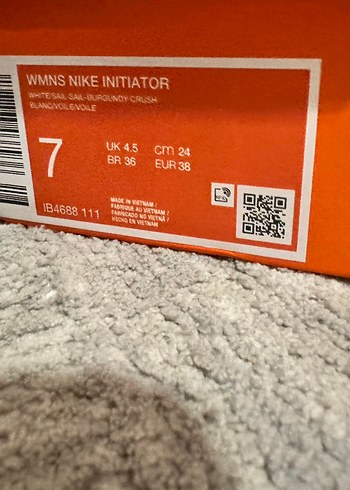 WMNS NIKE INITIATOR
WHITE/SAIL-SAIL-BURGUNDY CRUSH
BLANC/VOILE/VOILE
7
UK 4.5 cm 24
BR 36 EUR 38
IB4688 111
MADE IN VIETNAM /
FABRIQUÉ AU VIETNAM /
FABRICADO NO VIETNÃ /
HECHO EN VIETNAM